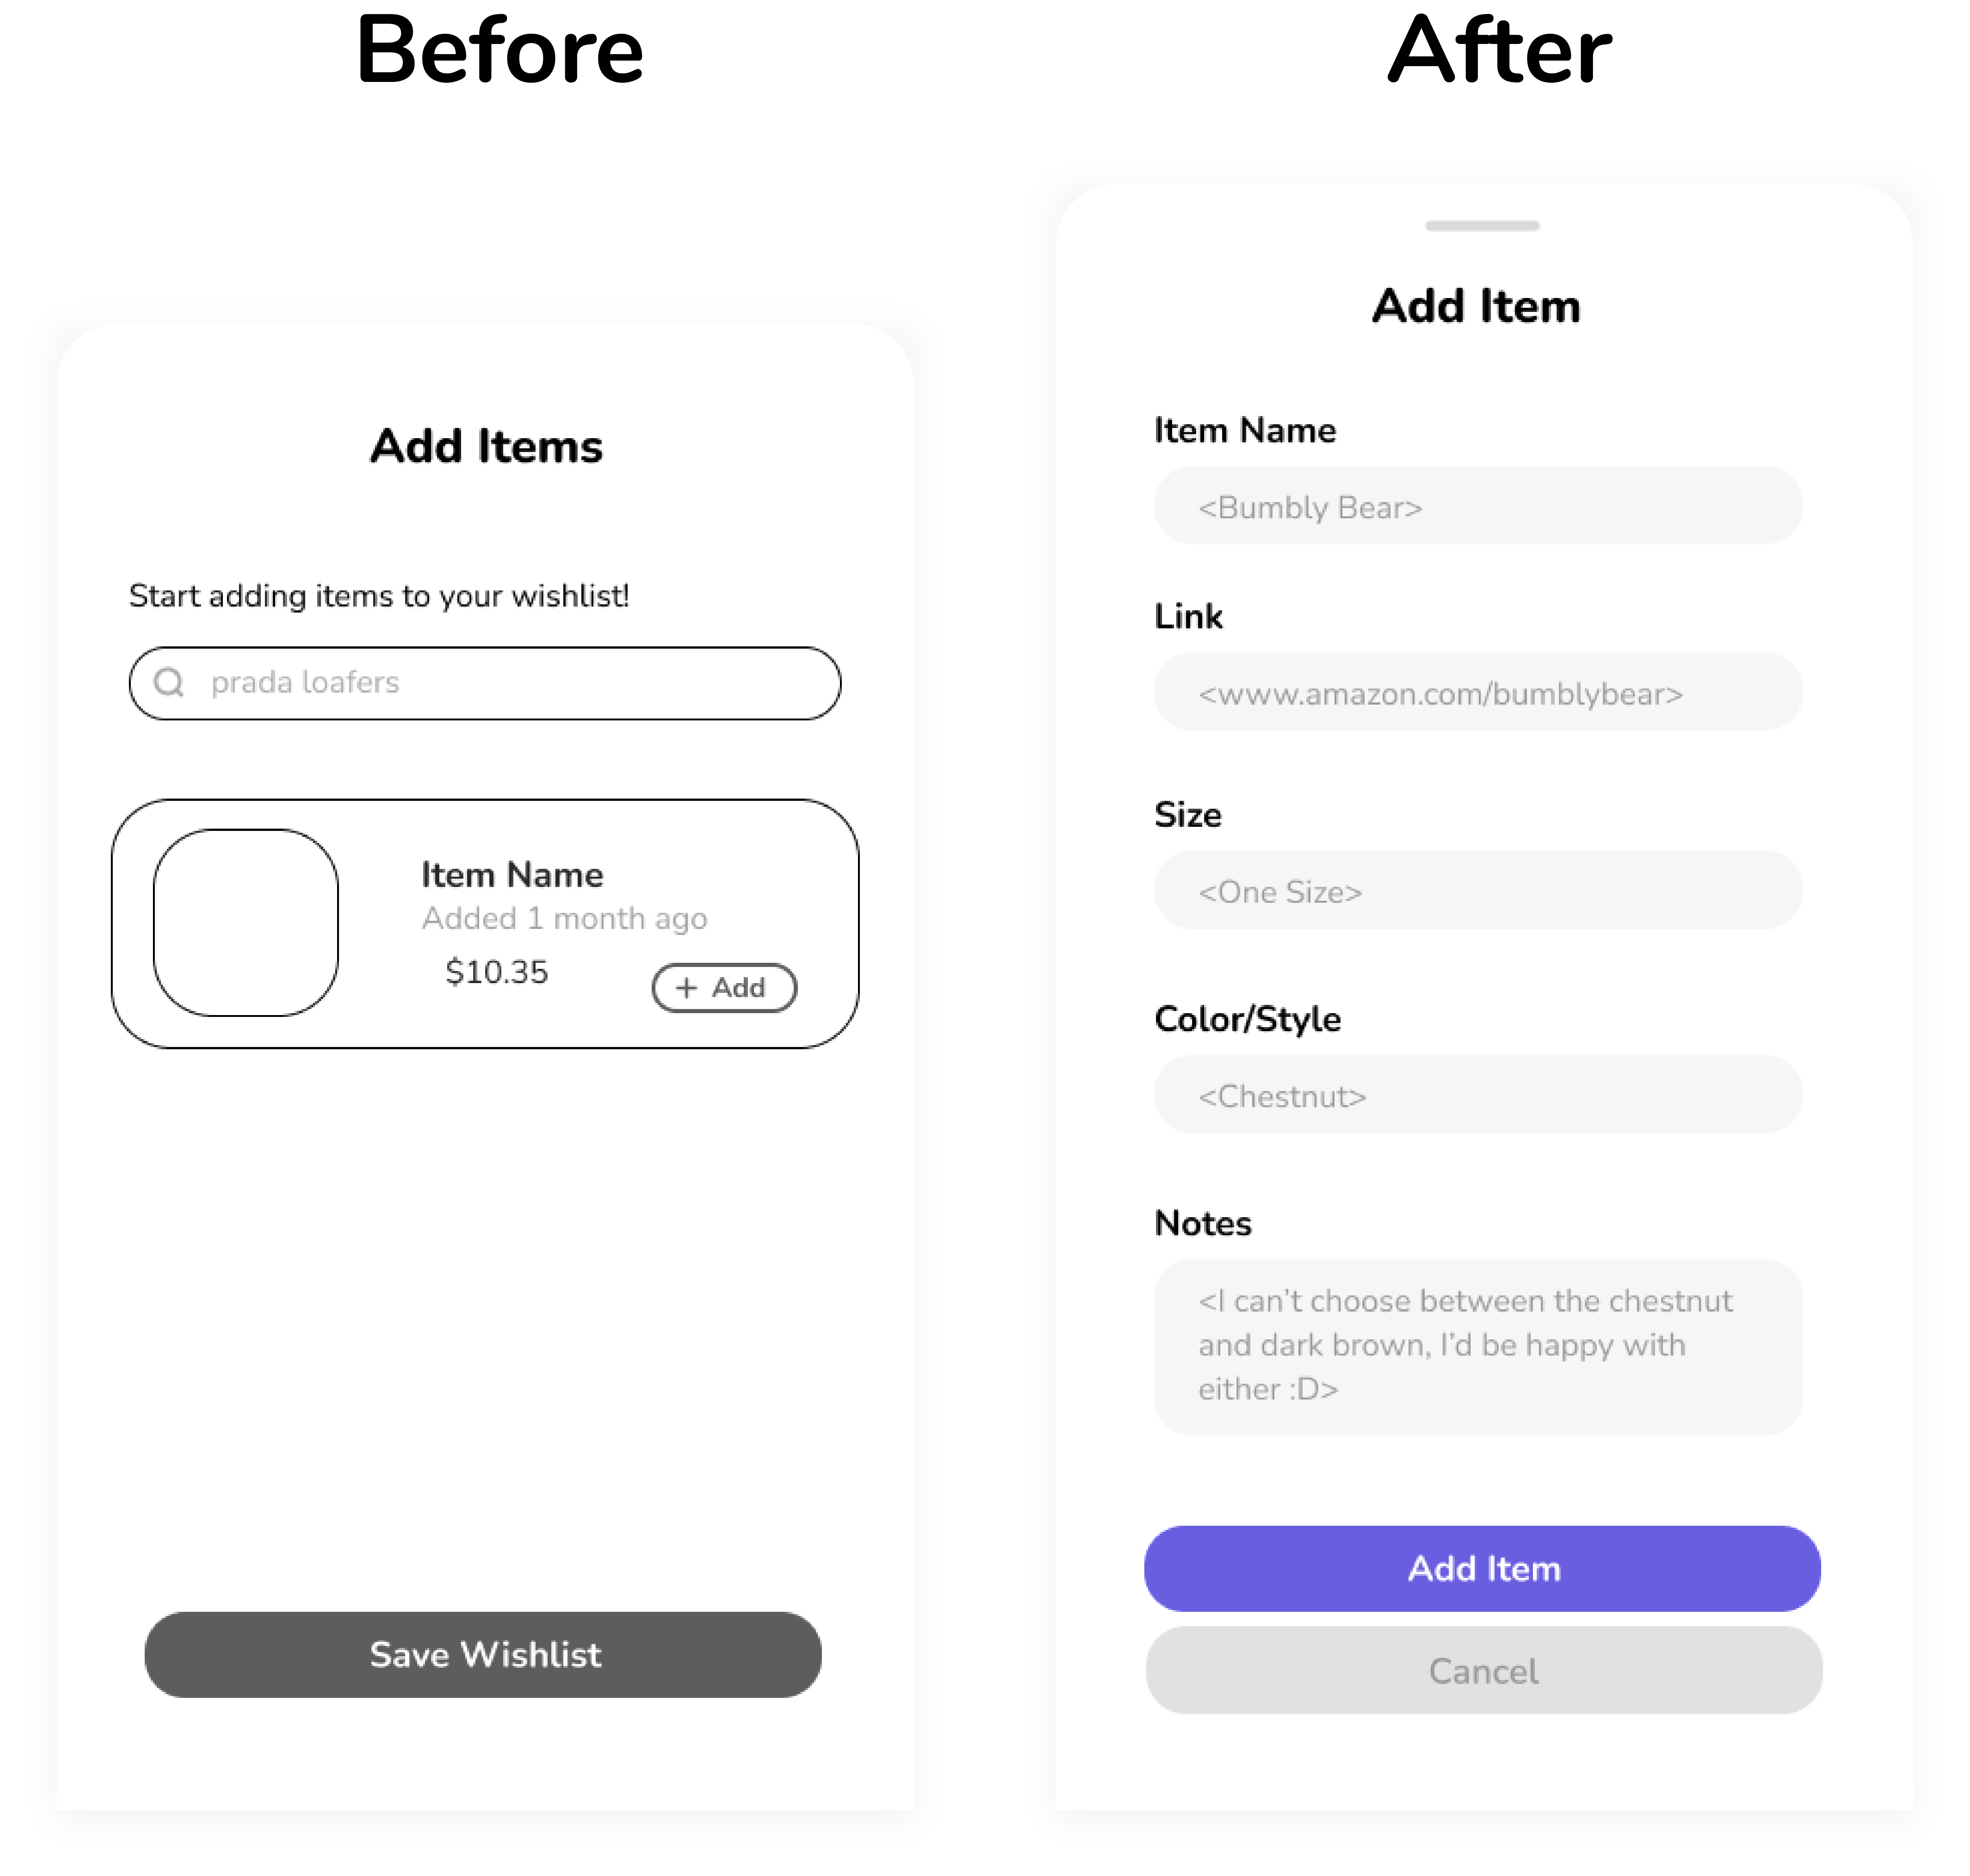 Before
Add Items
Start adding items to your wishlist!
prada loafers
Item Name
Added 1 month ago
$10.35
+ Add
Save Wishlist
After
Add Item
Item Name
<Bumbly Bear>
Link
<www.amazon.com/bumblybear>
Size
<One Size>
Color/Style
<Chestnut>
Notes
<I can't choose between the chestnut
and dark brown, I'd be happy with
either :D>
Add Item
Cancel